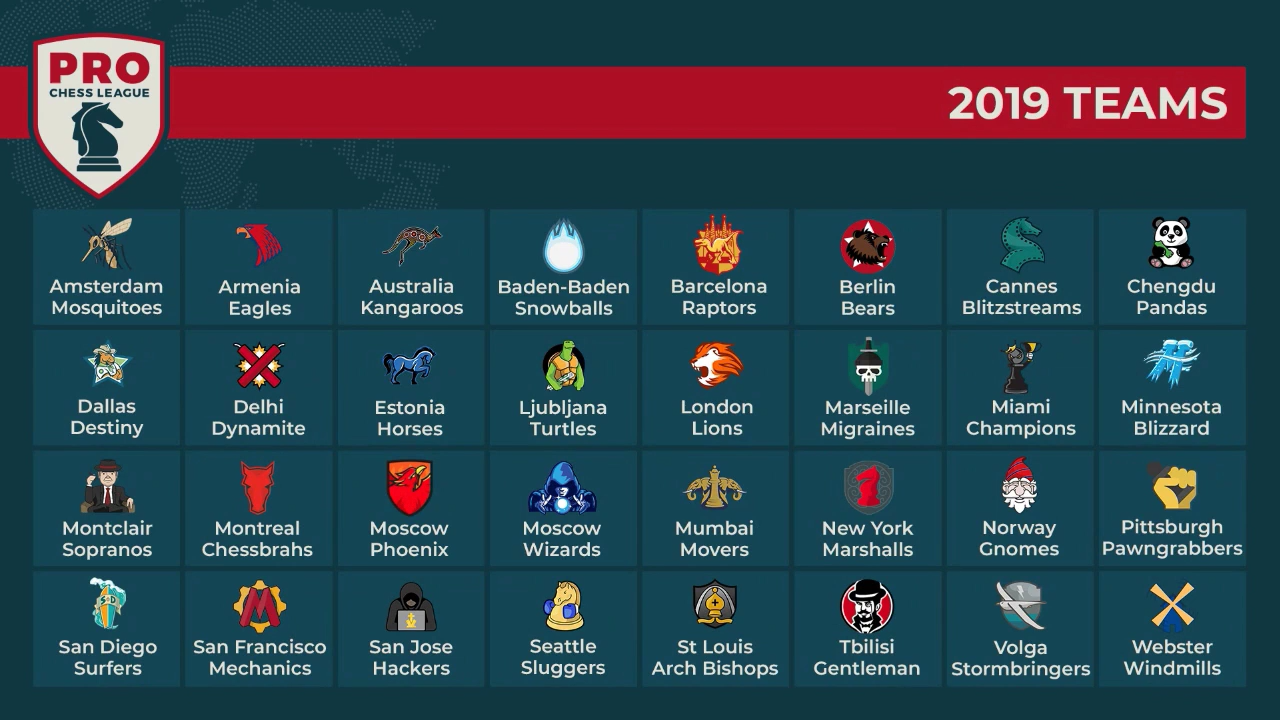 PRO
CHESS LEAGUE
2019 TEAMS
Amsterdam
Mosquitoes
Armenia
Eagles
Australia
Kangaroos
Baden-Baden
Snowballs
Barcelona
Raptors
Berlin
Bears
Cannes
Blitzstreams
Chengdu
Pandas
Dallas
Destiny
Delhi
Dynamite
Estonia
Horses
Ljubljana
Turtles
London
Lions
Marseille
Migraines
Miami
Champions
Minnesota
Blizzard
Montclair
Sopranos
Montreal
Chessbrahs
Moscow
Phoenix
Moscow
Wizards
Mumbai
Movers
New York
Marshalls
Norway
Gnomes
Pittsburgh
Pawngrabbers
SD
San Diego
Surfers
M
San Francisco
Mechanics
San Jose
Hackers
Seattle
Sluggers
St Louis
Arch Bishops
Tbilisi
Gentleman
Volga
Stormbringers
Webster
Windmills